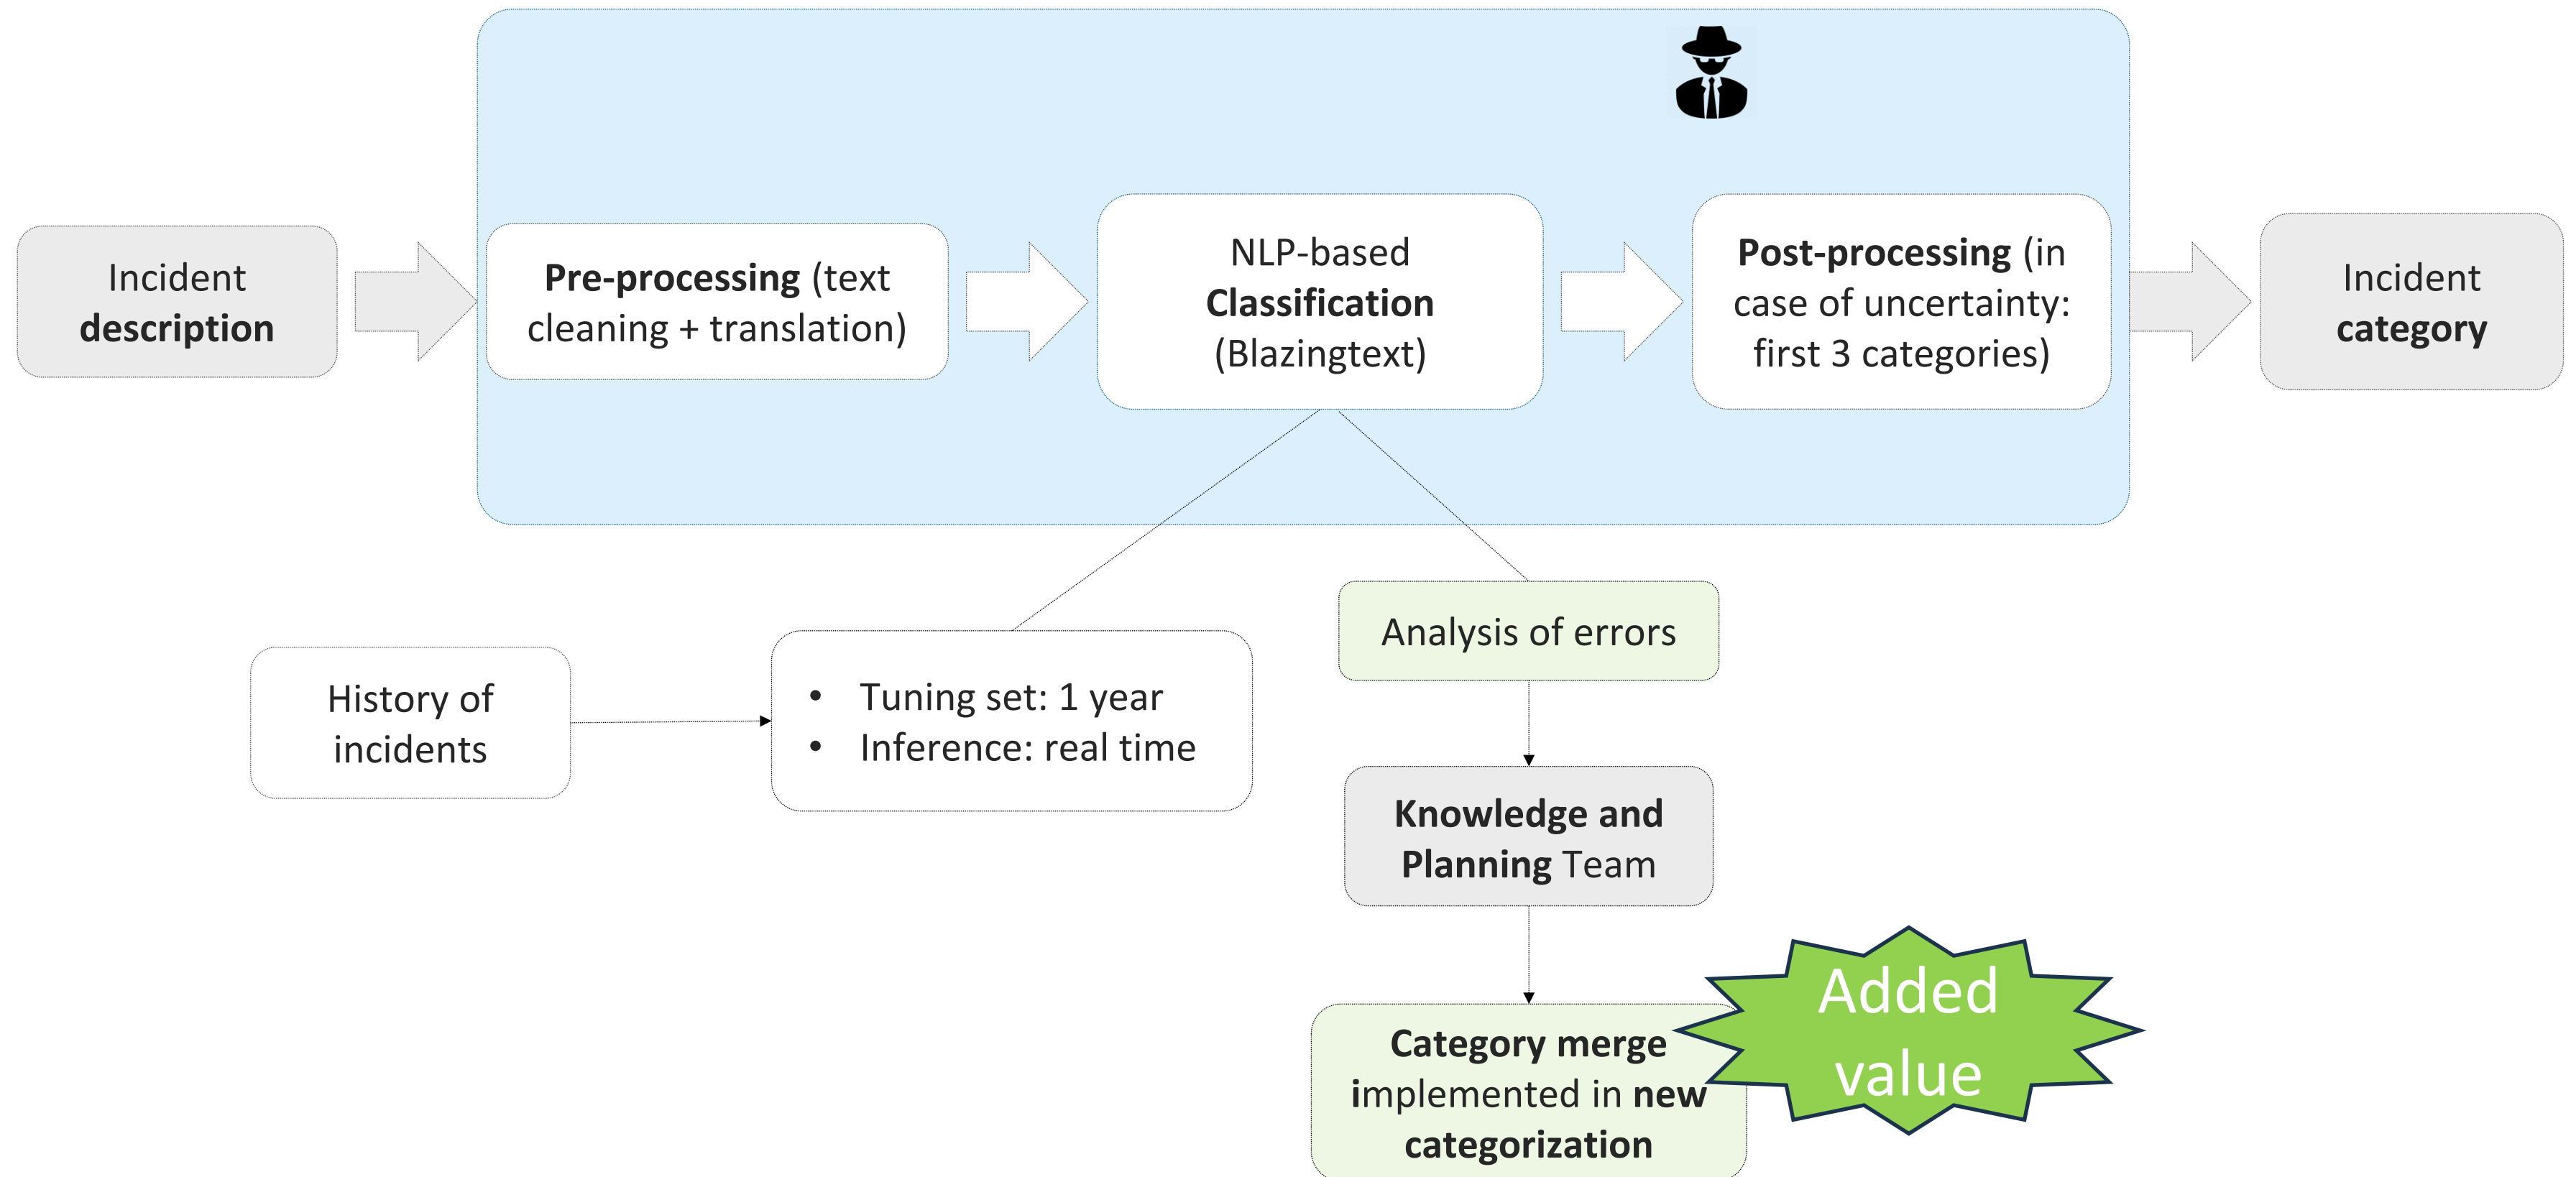 Incident
description
Pre-processing (text
cleaning + translation)
NLP-based
Classification
(Blazingtext)
Post-processing (in
case of uncertainty:
first 3 categories)
Incident
category
History of
incidents
• Tuning set: 1 year
• Inference: real time
Analysis of errors
Knowledge and
Planning Team
Category merge
implemented in new
categorization
Added
value